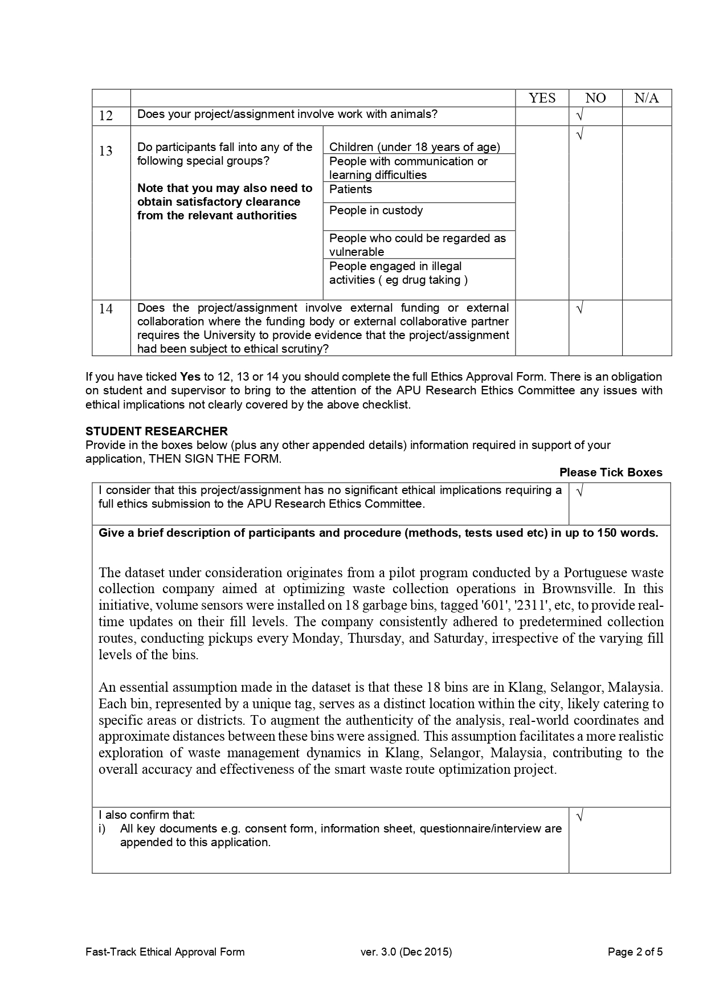 YES NO N/A
12 Does your project/assignment involve work with animals? √
√
13 Do participants fall into any of the
following special groups?
Note that you may also need to
obtain satisfactory clearance
from the relevant authorities
Children (under 18 years of age)
People with communication or
learning difficulties
Patients
People in custody
People who could be regarded as
vulnerable
People engaged in illegal
activities ( eg drug taking )
14 Does the project/assignment involve external funding or external √
collaboration where the funding body or external collaborative partner
requires the University to provide evidence that the project/assignment
had been subject to ethical scrutiny?
If you have ticked Yes to 12, 13 or 14 you should complete the full Ethics Approval Form. There is an obligation
on student and supervisor to bring to the attention of the APU Research Ethics Committee any issues with
ethical implications not clearly covered by the above checklist.
STUDENT RESEARCHER
Provide in the boxes below (plus any other appended details) information required in support of your
application, THEN SIGN THE FORM.
Please Tick Boxes
I consider that this project/assignment has no significant ethical implications requiring a √
full ethics submission to the APU Research Ethics Committee.
Give a brief description of participants and procedure (methods, tests used etc) in up to 150 words.
The dataset under consideration originates from a pilot program conducted by a Portuguese waste
collection company aimed at optimizing waste collection operations in Brownsville. In this
initiative, volume sensors were installed on 18 garbage bins, tagged '601', '2311', etc, to provide real-
time updates on their fill levels. The company consistently adhered to predetermined collection
routes, conducting pickups every Monday, Thursday, and Saturday, irrespective of the varying fill
levels of the bins.
An essential assumption made in the dataset is that these 18 bins are in Klang, Selangor, Malaysia.
Each bin, represented by a unique tag, serves as a distinct location within the city, likely catering to
specific areas or districts. To augment the authenticity of the analysis, real-world coordinates and
approximate distances between these bins were assigned. This assumption facilitates a more realistic
exploration of waste management dynamics in Klang, Selangor, Malaysia, contributing to the
overall accuracy and effectiveness of the smart waste route optimization project.
I also confirm that: √
i) All key documents e.g. consent form, information sheet, questionnaire/interview are
appended to this application.
Fast-Track Ethical Approval Form ver. 3.0 (Dec 2015) Page 2 of 5